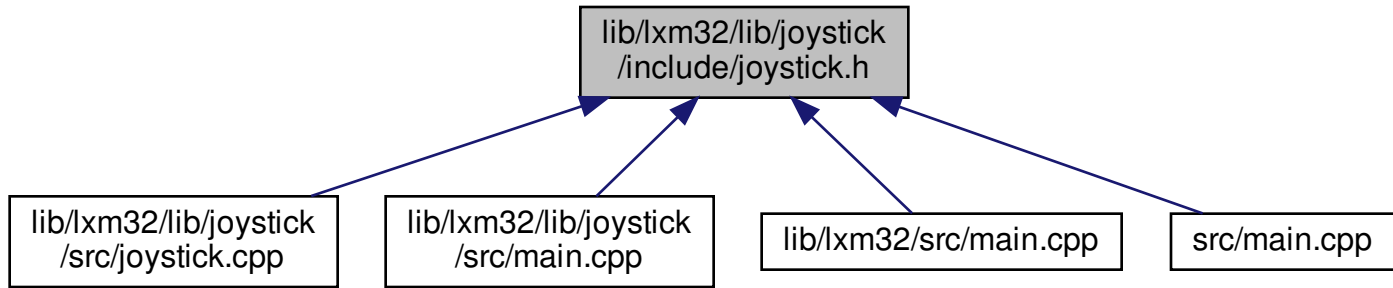 lib/lxm32/lib/joystick
/include/joystick.h
lib/lxm32/lib/joystick
/src/joystick.cpp
lib/lxm32/lib/joystick
/src/main.cpp
lib/lxm32/src/main.cpp
src/main.cpp